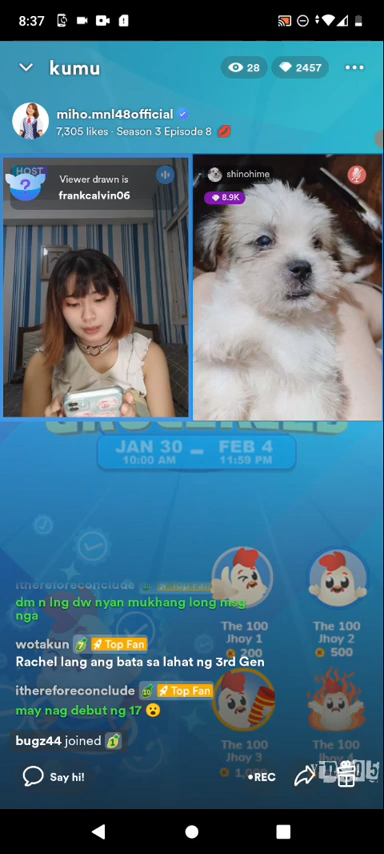 8:37
kumu
28
2457
miho.mnl48official
7,305 likes · Season 3 Episode 8
HOST
Viewer drawn is
frankcalvin06
shinohime
8.9K
JAN 30 – FEB 4
10:00 AM
11:59 PM
ithereforeconclude
dm n lng dw nyan mukhang long msg
nga
wotakun 7 Top Fan
Rachel lang ang bata sa lahat ng 3rd Gen
ithereforeconclude 10 Top Fan
may nag debut ng 17 😮
bugz44 joined
The 100
Jhoy 1
200
The 100
Jhoy 2
500
The 100
Jhoy 3
The 100
Say hi!
•REC